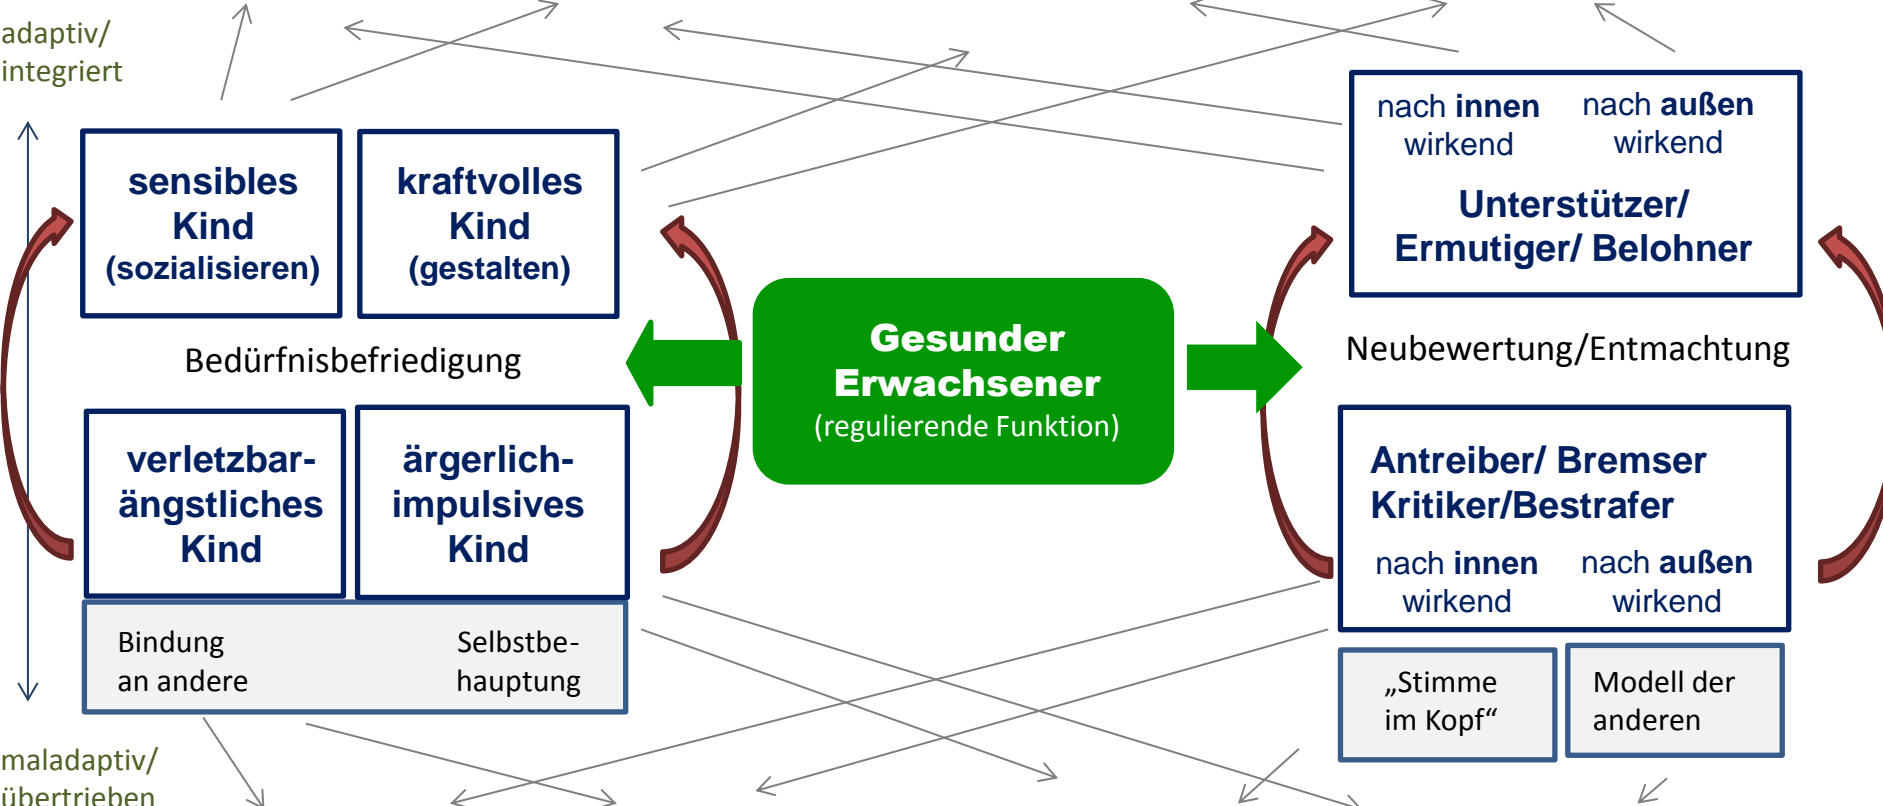 adaptiv/
integriert
sensibles
Kind
(sozialisieren)
kraftvolles
Kind
(gestalten)
nach innen
wirkend
nach außen
wirkend
Unterstützer/
Ermutiger/ Belohner
Bedürfnisbefriedigung
Gesunder
Erwachsener
(regulierende Funktion)
Neubewertung/Entmachtung
verletzbar-
ängstliches
Kind
ärgerlich-
impulsives
Kind
Antreiber/ Bremser
Kritiker/Bestrafer
nach innen
wirkend
nach außen
wirkend
Bindung
an andere
Selbstbe-
hauptung
„Stimme
im Kopf“
Modell der
anderen
maladaptiv/
übertrieben